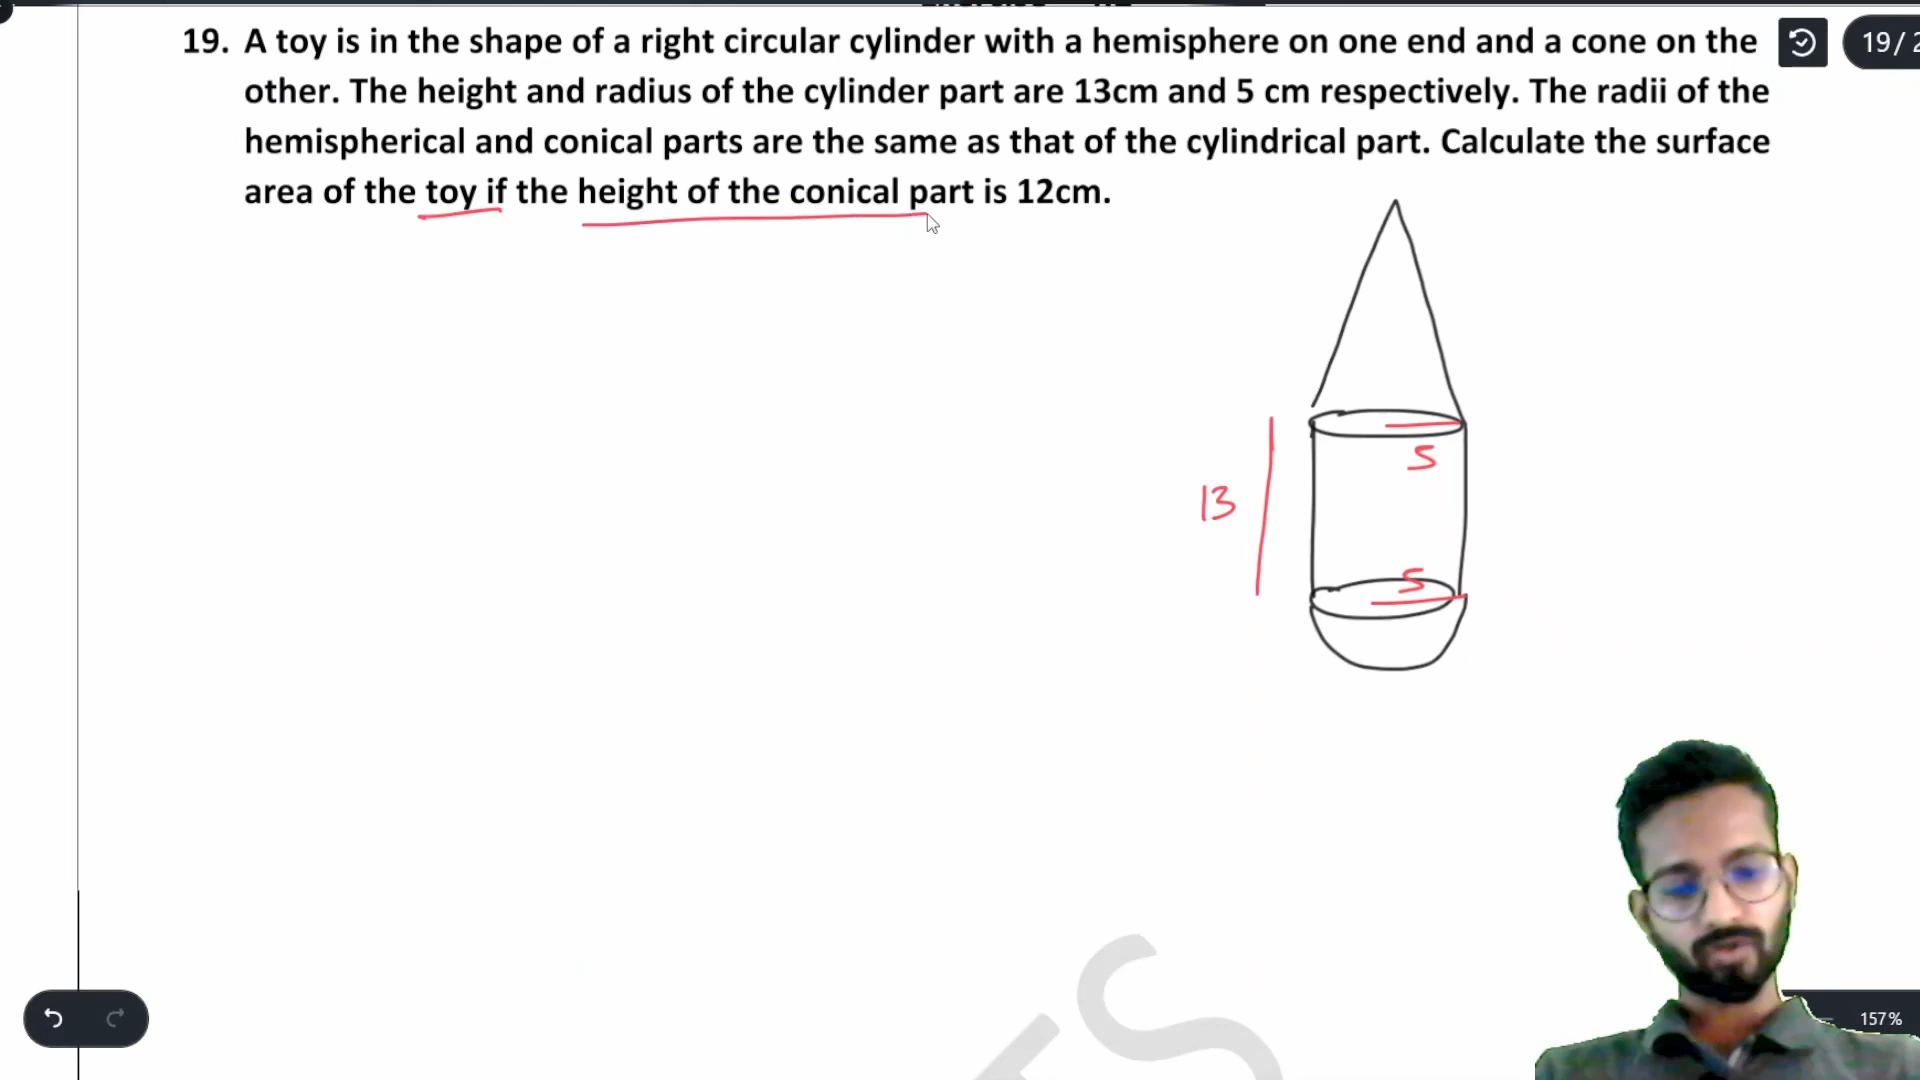 19. A toy is in the shape of a right circular cylinder with a hemisphere on one end and a cone on the
19/2
other. The height and radius of the cylinder part are 13cm and 5 cm respectively. The radii of the
hemispherical and conical parts are the same as that of the cylindrical part. Calculate the surface
area of the toy if the height of the conical part is 12cm.
5
13
5
157%